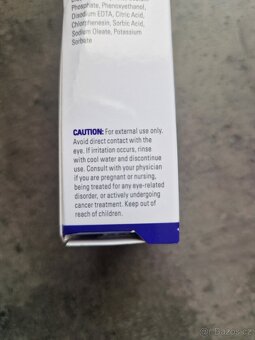 Phosphate, Phenoxyethanol,
Disodium EDTA, Citric Acid,
Chlorphenesin, Sorbic Acid,
Sodium Oleate, Potassium
Sorbate
CAUTION: For external use only.
Avoid direct contact with the
eye. If irritation occurs, rinse
with cool water and discontinue
use. Consult with your physician
if you are pregnant or nursing,
being treated for any eye-related
disorder, or actively undergoing
cancer treatment. Keep out of
reach of children.